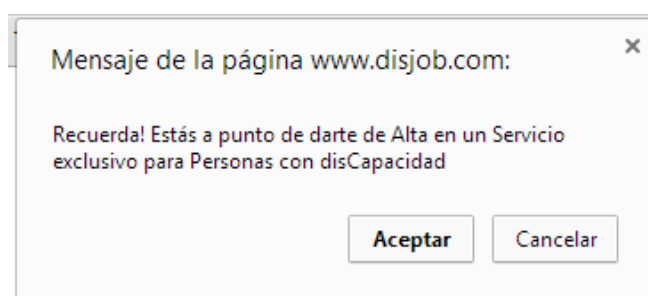 Mensaje de la página www.disjob.com:
Recuerda! Estás a punto de darte de Alta en un Servicio
exclusivo para Personas con disCapacidad
Aceptar
Cancelar